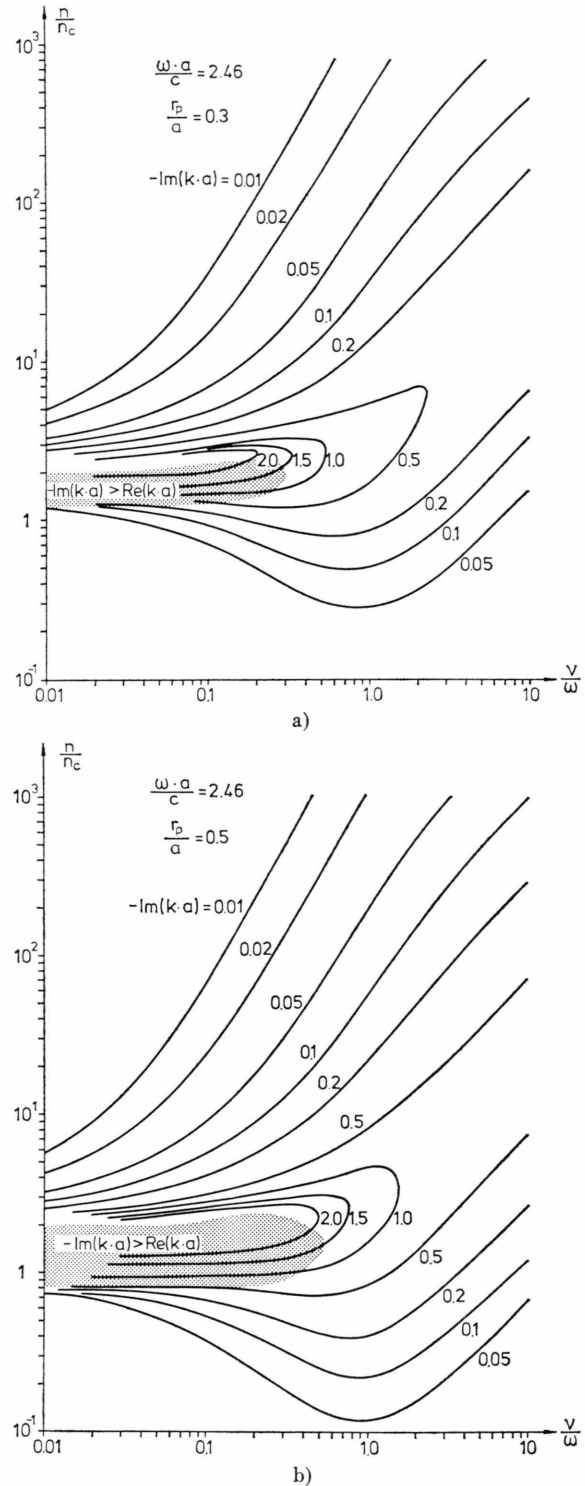 n/n_c
10^3
ω·a/c = 2.46
r_p/a = 0.3
-Im(k·a) = 0.01
0.02
10^2
0.05
0.1
0.2
10^1
2.0 1.5 1.0 0.5
-Im(k·a) > Re(k·a)
0.2
1
0.1
0.05
10^-1
0.01 0.1 1.0 10
ν/ω
a)
n/n_c
10^3
ω·a/c = 2.46
r_p/a = 0.5
-Im(k·a) = 0.01
10^2
0.02
0.05
0.1
0.2
10^1
0.5
2.0 1.5 1.0
-Im(k·a) > Re(k·a)
0.5
1
0.2
0.1
0.05
10^-1
0.01 0.1 1.0 10
ν/ω
b)